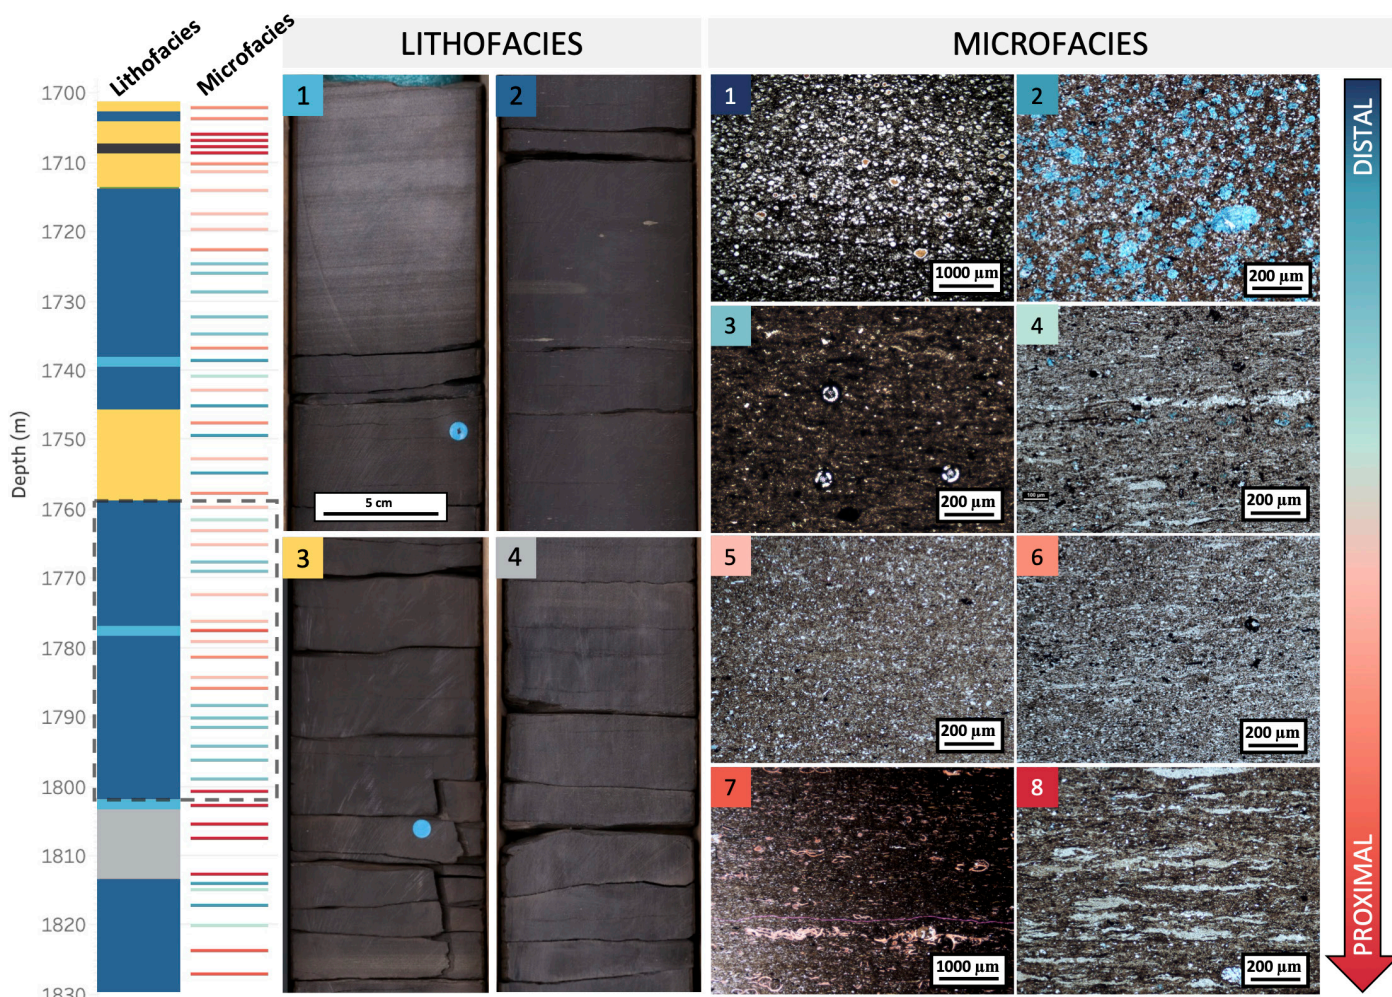 Lithofacies
Microfacies
LITHOFACIES
MICROFACIES
Depth (m)
1700
1710
1720
1730
1740
1750
1760
1770
1780
1790
1800
1810
1820
1830
1
2
5 cm
3
4
1
1000 μm
2
200 μm
3
200 μm
4
100 μm
200 μm
5
200 μm
6
200 μm
7
1000 μm
8
200 μm
DISTAL
PROXIMAL